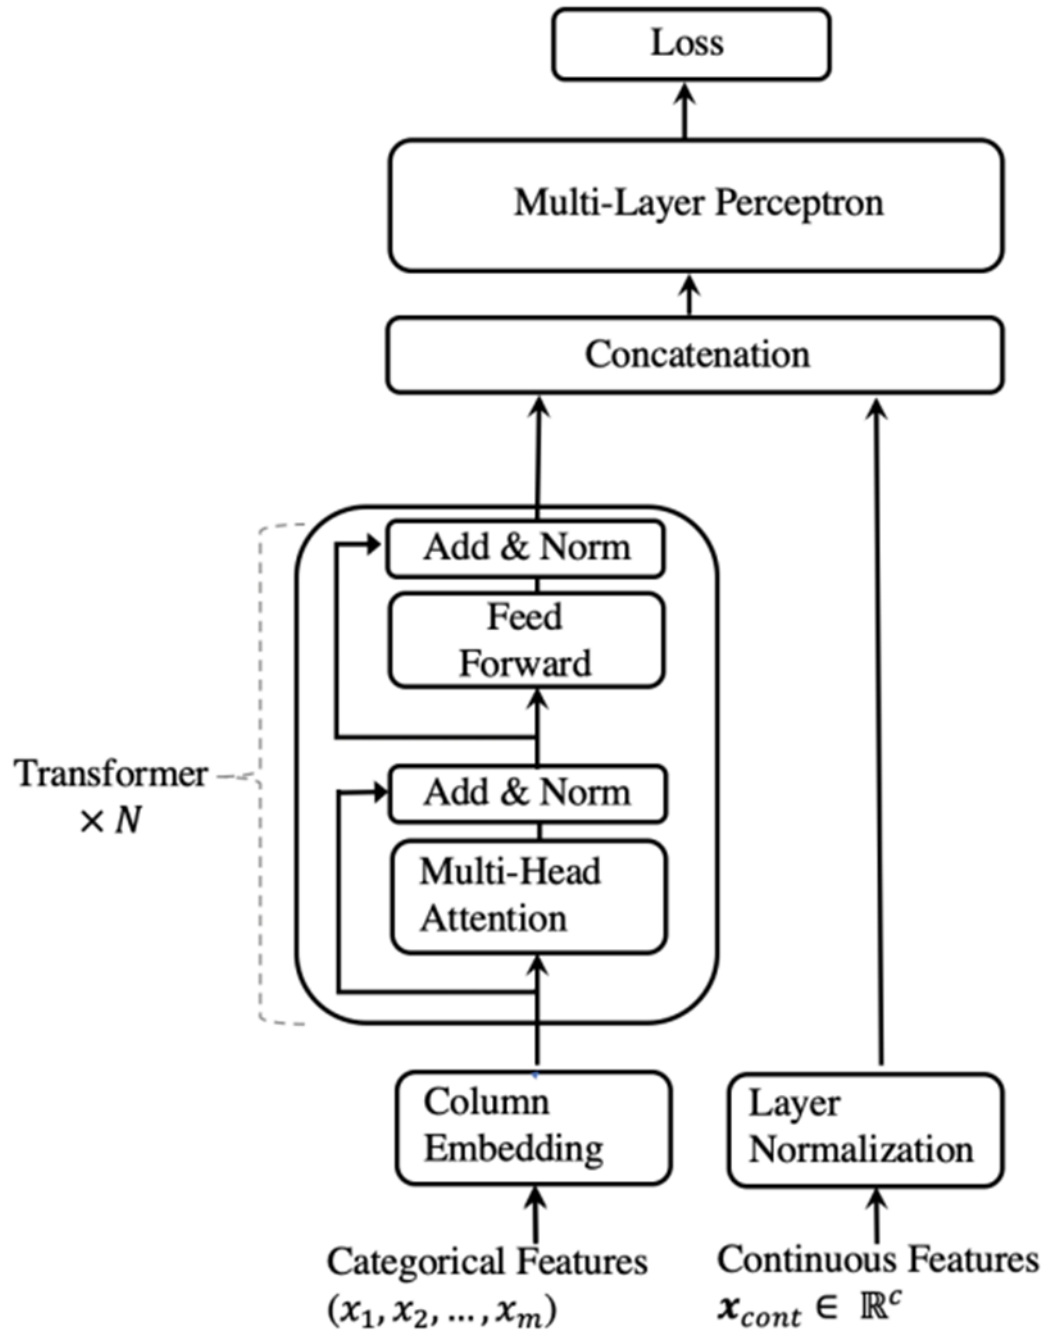 Loss
Multi-Layer Perceptron
Concatenation
Add & Norm
Feed
Forward
Transformer
× N
Add & Norm
Multi-Head
Attention
Column
Embedding
Layer
Normalization
Categorical Features
(x₁, x₂, ..., xₘ)
Continuous Features
x_cont ∈ ℝᶜ